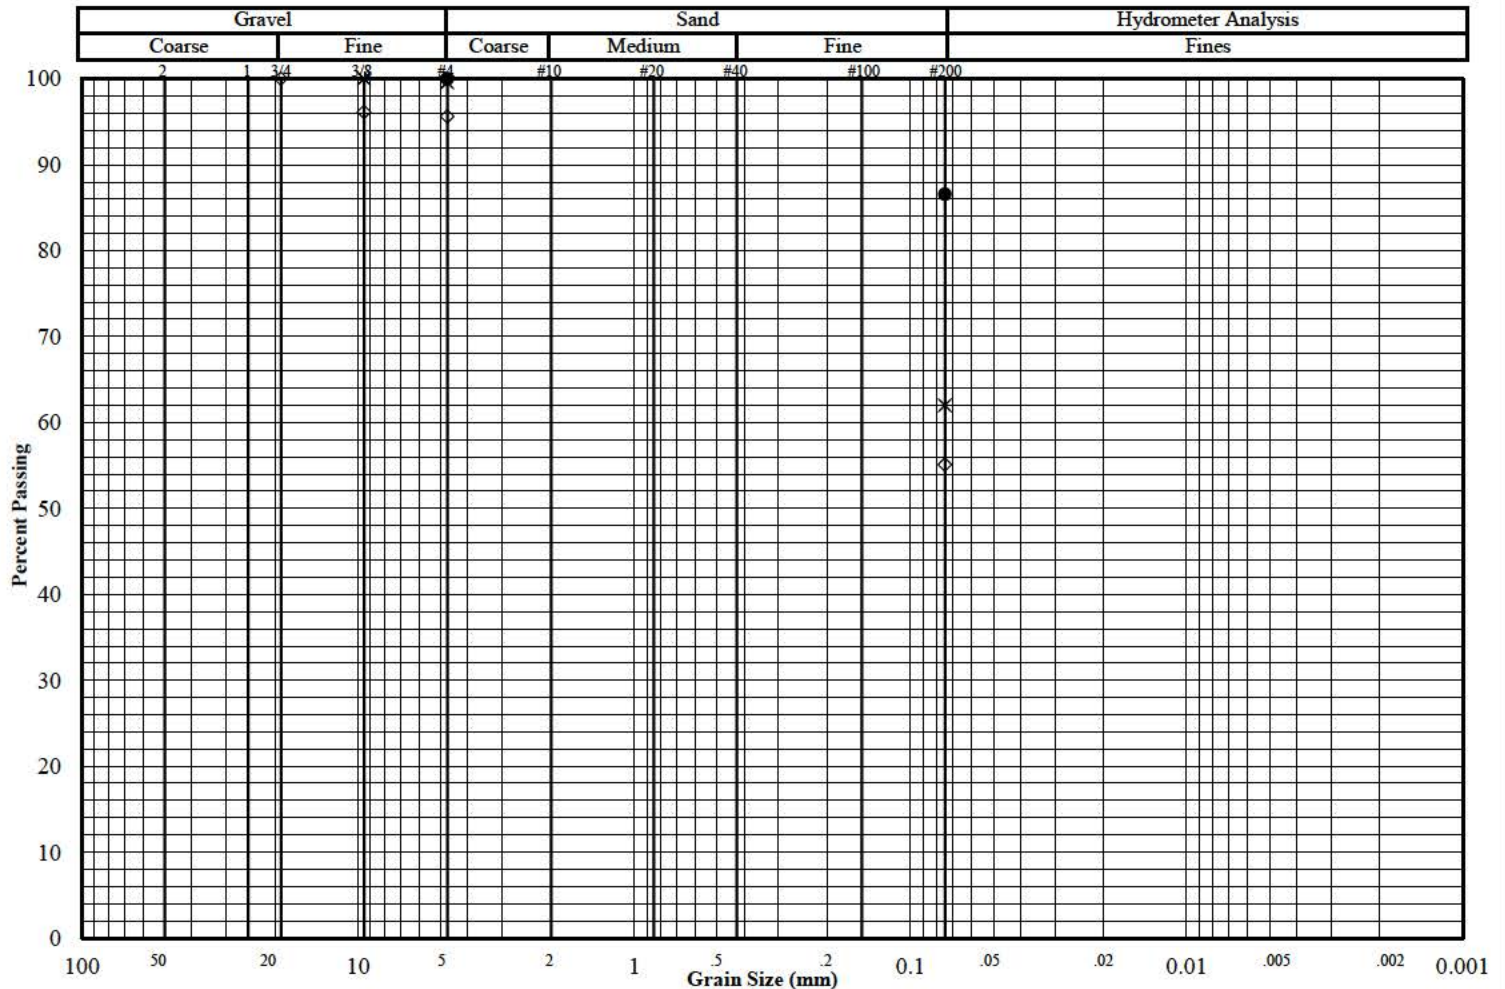 Gravel Sand Hydrometer Analysis
Coarse Fine Coarse Medium Fine Fines
2 1 3/4 3/8 #4 #10 #20 #40 #100 #200
100
90
80
70
60
50
40
30
20
10
0
Percent Passing
100 50 20 10 5 2 1 .5 .2 0.1 .05 .02 0.01 .005 .002 0.001
Grain Size (mm)